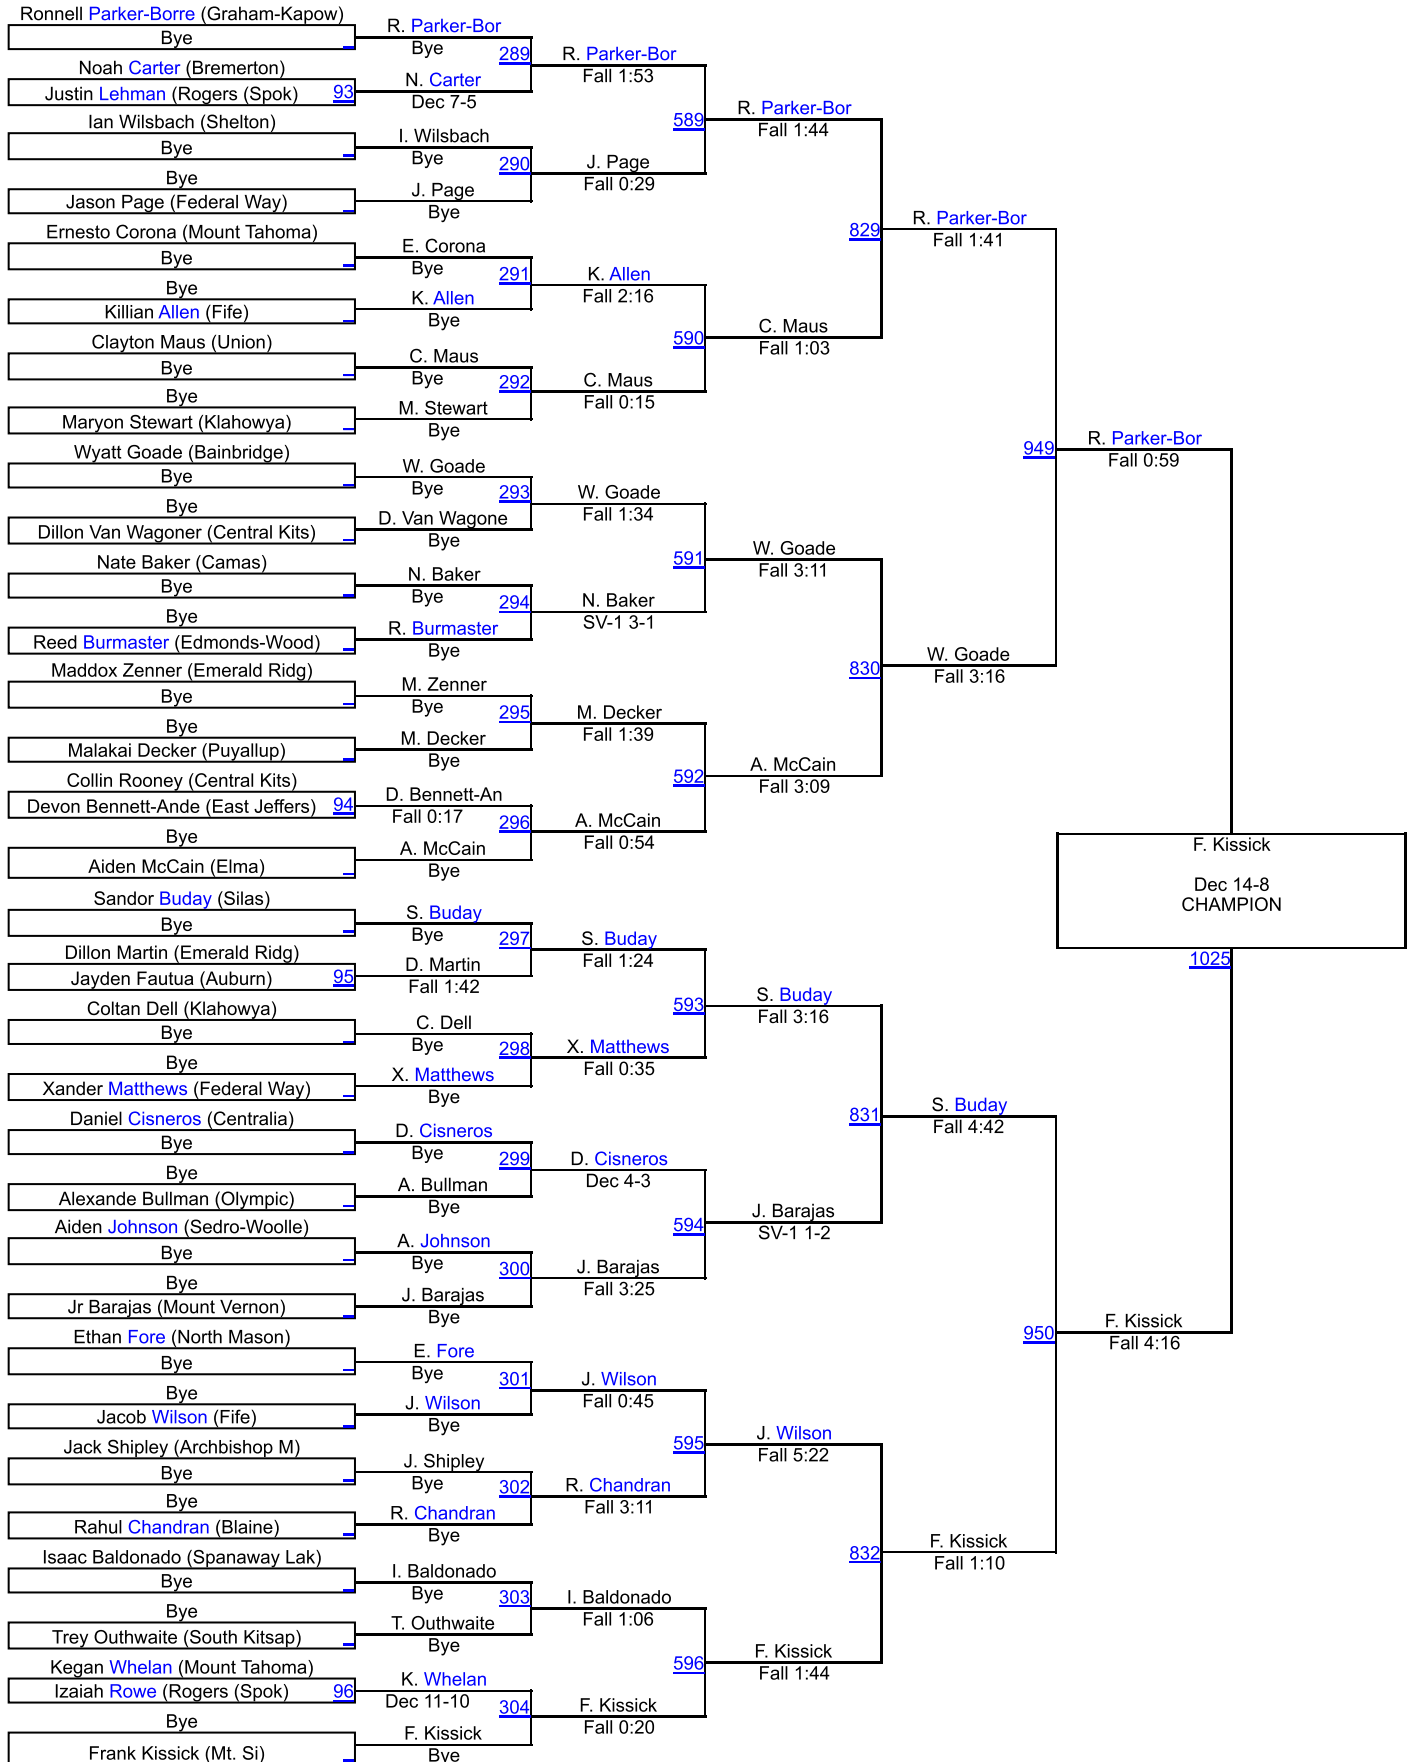 Ronnell Parker-Borre (Graham-Kapow)
Bye
Noah Carter (Bremerton)
Justin Lehman (Rogers (Spok) 93
Ian Wilsbach (Shelton)
Bye
Bye
Jason Page (Federal Way)
Ernesto Corona (Mount Tahoma)
Bye
Bye
Killian Allen (Fife)
Clayton Maus (Union)
Bye
Bye
Maryon Stewart (Klahowya)
Wyatt Goade (Bainbridge)
Bye
Bye
Dillon Van Wagoner (Central Kits)
Nate Baker (Camas)
Bye
Bye
Reed Burmaster (Edmonds-Wood)
Maddox Zenner (Emerald Ridg)
Bye
Bye
Malakai Decker (Puyallup)
Collin Rooney (Central Kits)
Devon Bennett-Ande (East Jeffers) 94
Bye
Aiden McCain (Elma)
Sandor Buday (Silas)
Bye
Dillon Martin (Emerald Ridg)
Jayden Fautua (Auburn) 95
Coltan Dell (Klahowya)
Bye
Bye
Xander Matthews (Federal Way)
Daniel Cisneros (Centralia)
Bye
Bye
Alexande Bullman (Olympic)
Aiden Johnson (Sedro-Woolle)
Bye
Bye
Jr Barajas (Mount Vernon)
Ethan Fore (North Mason)
Bye
Bye
Jacob Wilson (Fife)
Jack Shipley (Archbishop M)
Bye
Bye
Rahul Chandran (Blaine)
Isaac Baldonado (Spanaway Lak)
Bye
Bye
Trey Outhwaite (South Kitsap)
Kegan Whelan (Mount Tahoma)
Izaiah Rowe (Rogers (Spok) 96
Bye
Frank Kissick (Mt. Si)
R. Parker-Bor
Bye
289
N. Carter
Dec 7-5
I. Wilsbach
Bye
290
J. Page
Bye
E. Corona
Bye
291
K. Allen
Bye
C. Maus
Bye
292
M. Stewart
Bye
W. Goade
Bye
293
D. Van Wagone
Bye
N. Baker
Bye
294
R. Burmaster
Bye
M. Zenner
Bye
295
M. Decker
Bye
D. Bennett-An
Fall 0:17
296
A. McCain
Bye
S. Buday
Bye
297
D. Martin
Fall 1:42
C. Dell
Bye
298
X. Matthews
Bye
D. Cisneros
Bye
299
A. Bullman
Bye
A. Johnson
Bye
300
J. Barajas
Bye
E. Fore
Bye
301
J. Wilson
Bye
J. Shipley
Bye
302
R. Chandran
Bye
I. Baldonado
Bye
303
T. Outhwaite
Bye
K. Whelan
Dec 11-10
304
F. Kissick
Bye
R. Parker-Bor
Fall 1:53
589
J. Page
Fall 0:29
K. Allen
Fall 2:16
590
C. Maus
Fall 0:15
W. Goade
Fall 1:34
591
N. Baker
SV-1 3-1
M. Decker
Fall 1:39
592
A. McCain
Fall 0:54
S. Buday
Fall 1:24
593
X. Matthews
Fall 0:35
D. Cisneros
Dec 4-3
594
J. Barajas
Fall 3:25
J. Wilson
Fall 0:45
595
R. Chandran
Fall 3:11
I. Baldonado
Fall 1:06
596
F. Kissick
Fall 0:20
R. Parker-Bor
Fall 1:44
829
C. Maus
Fall 1:03
W. Goade
Fall 3:11
830
A. McCain
Fall 3:09
S. Buday
Fall 3:16
831
J. Barajas
SV-1 1-2
J. Wilson
Fall 5:22
832
F. Kissick
Fall 1:44
R. Parker-Bor
Fall 1:41
949
W. Goade
Fall 3:16
S. Buday
Fall 4:42
950
F. Kissick
Fall 1:10
R. Parker-Bor
Fall 0:59
F. Kissick
Dec 14-8
CHAMPION
1025
F. Kissick
Fall 4:16